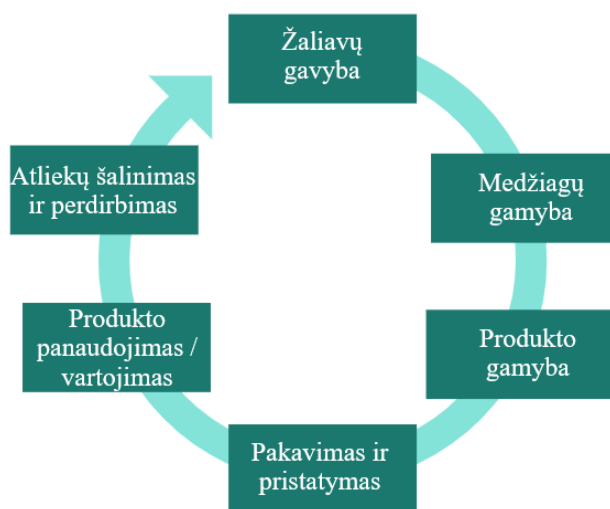 Žaliavų
gavyba
Medžiagų
gamyba
Produkto
gamyba
Pakavimas ir
pristatymas
Produkto
panaudojimas /
vartojimas
Atliekų šalinimas
ir perdirbimas